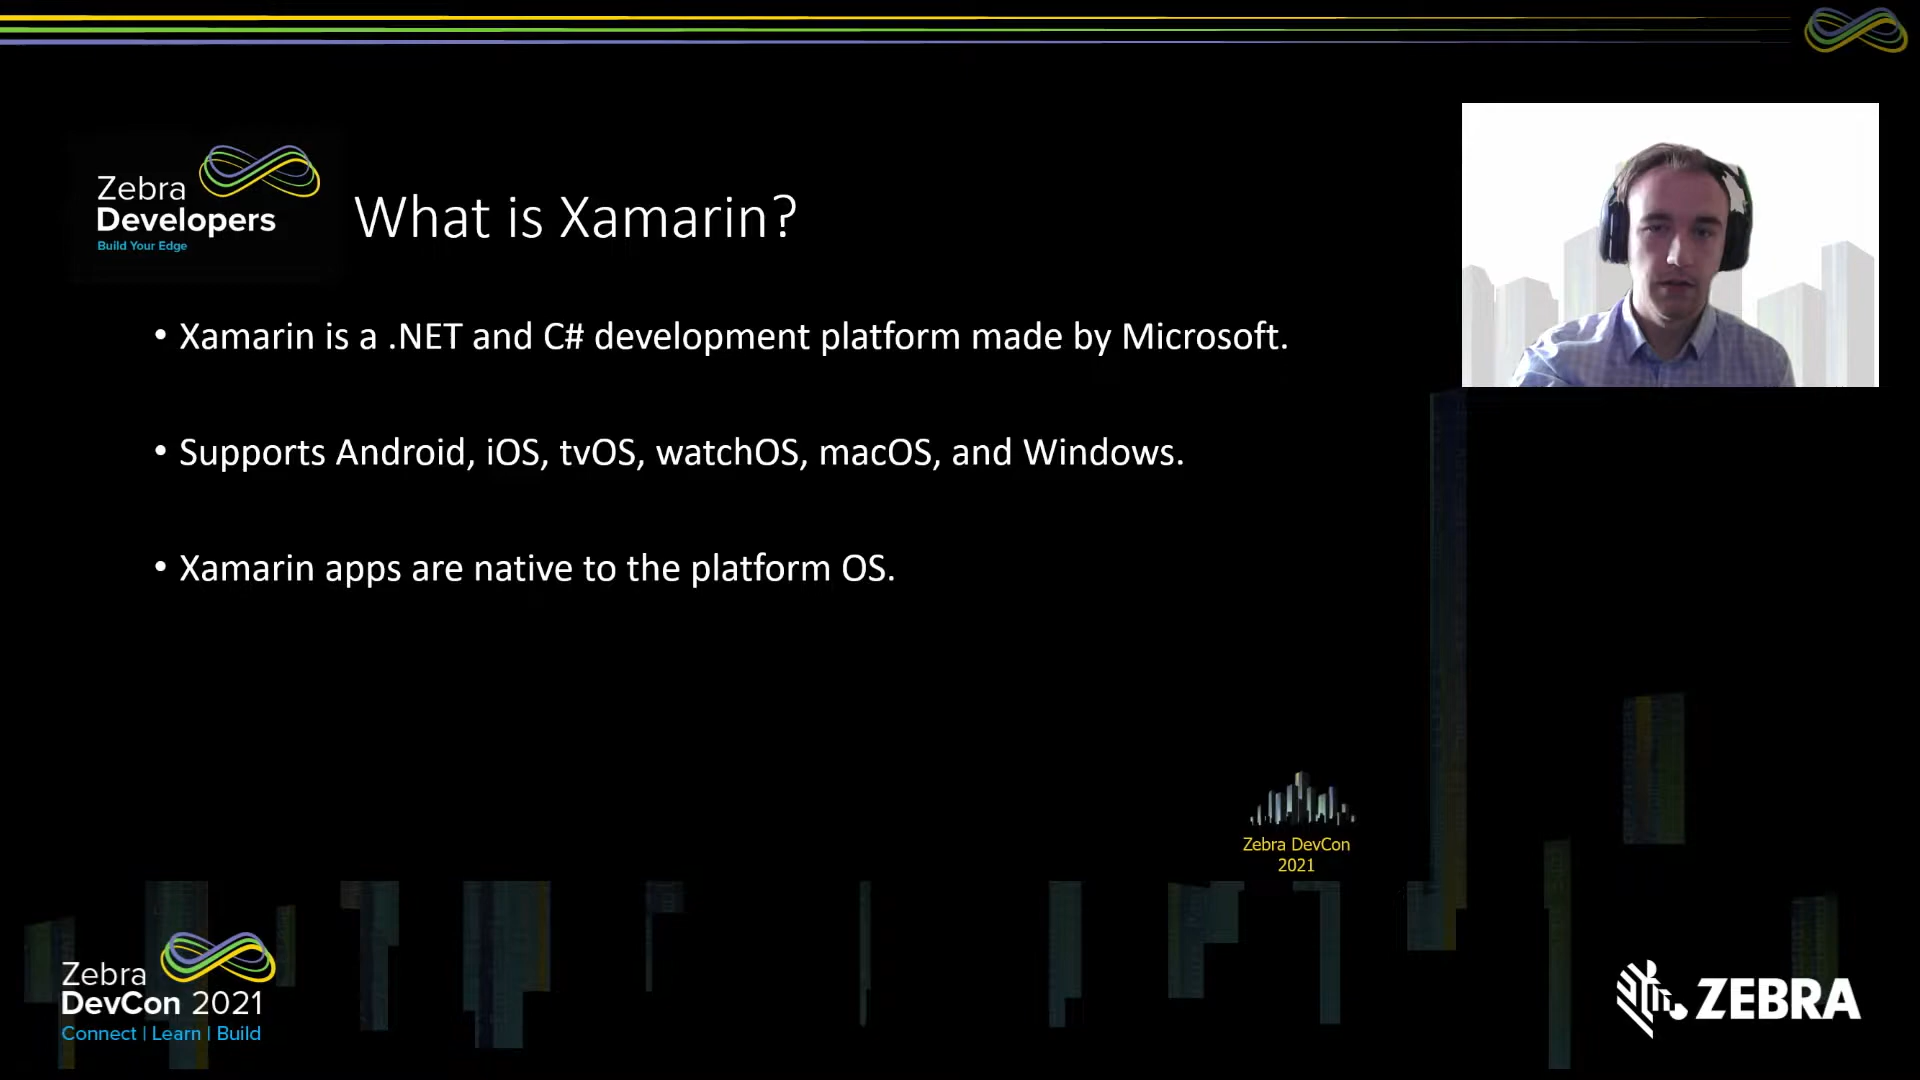 Zebra
Developers
Build Your Edge
What is Xamarin?
• Xamarin is a .NET and C# development platform made by Microsoft.
• Supports Android, iOS, tvOS, watchOS, macOS, and Windows.
• Xamarin apps are native to the platform OS.
Zebra DevCon
2021
Zebra
DevCon 2021
Connect | Learn | Build
ZEBRA